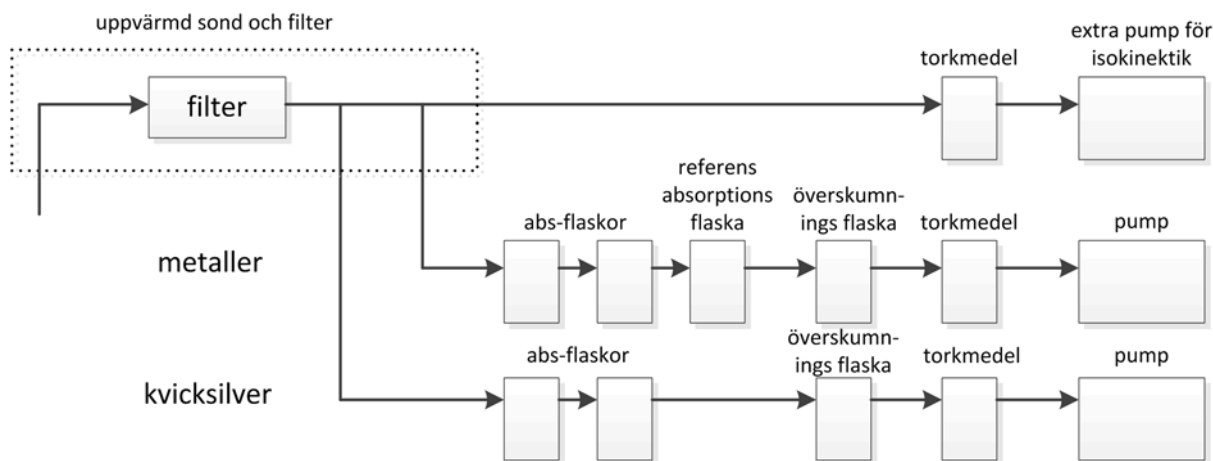 uppvärmd sond och filter
extra pump för
isokinektik
torkmedel
filter
referens
absorptions
flaska
överskumn-
ings flaska
abs-flaskor
torkmedel
pump
metaller
överskumn-
ings flaska
abs-flaskor
torkmedel
pump
kvicksilver